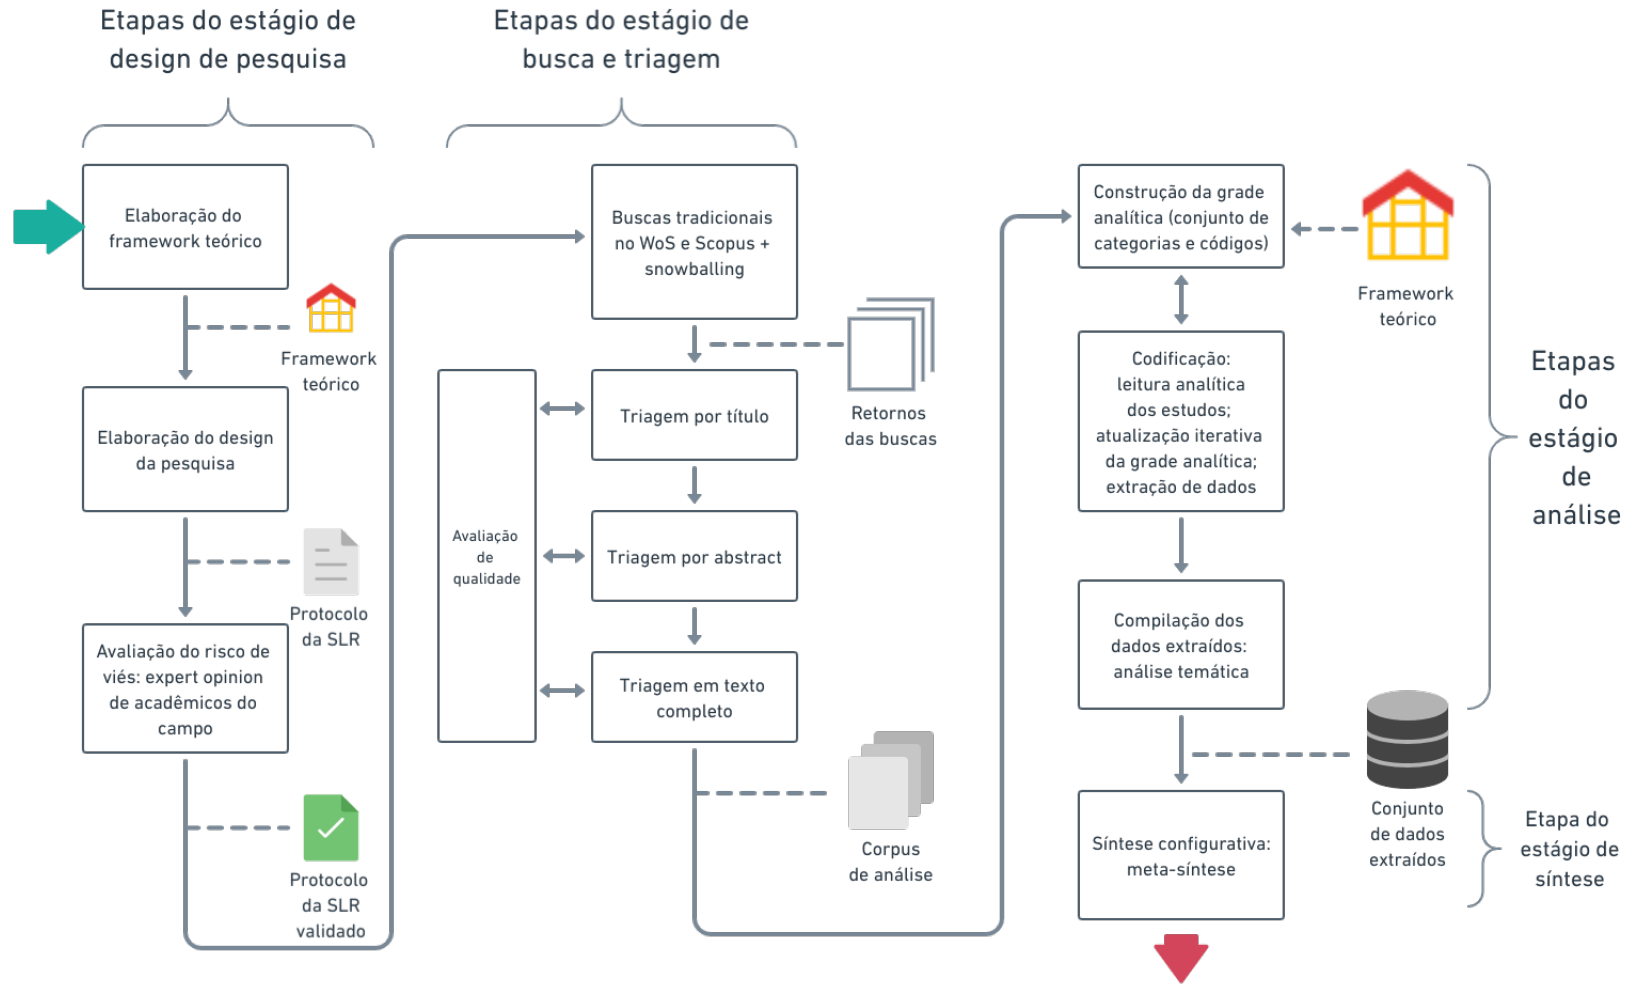 Etapas do estágio de
design de pesquisa
Elaboração do
framework teórico
Framework
teórico
Elaboração do design
da pesquisa
Protocolo
da SLR
Avaliação do risco de
viés: expert opinion
de acadêmicos do
campo
Protocolo
da SLR
validado
Etapas do estágio de
busca e triagem
Buscas tradicionais
no WoS e Scopus +
snowballing
Retornos
das buscas
Avaliação
de
qualidade
Triagem por título
Triagem por abstract
Triagem em texto
completo
Corpus
de análise
Construção da grade
analítica (conjunto de
categorias e códigos)
Framework
teórico
Codificação:
leitura analítica
dos estudos;
atualização iterativa
da grade analítica;
extração de dados
Compilação dos
dados extraídos:
análise temática
Etapas
do
estágio
de
análise
Conjunto
de dados
extraídos
Síntese configurativa:
meta-síntese
Etapa do
estágio de
síntese